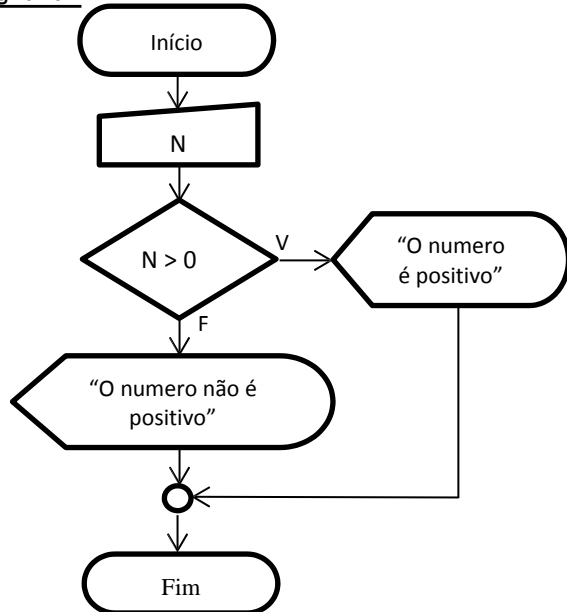 Início
N
N > 0
V
“O numero
é positivo”
F
“O numero não é
positivo”
Fim